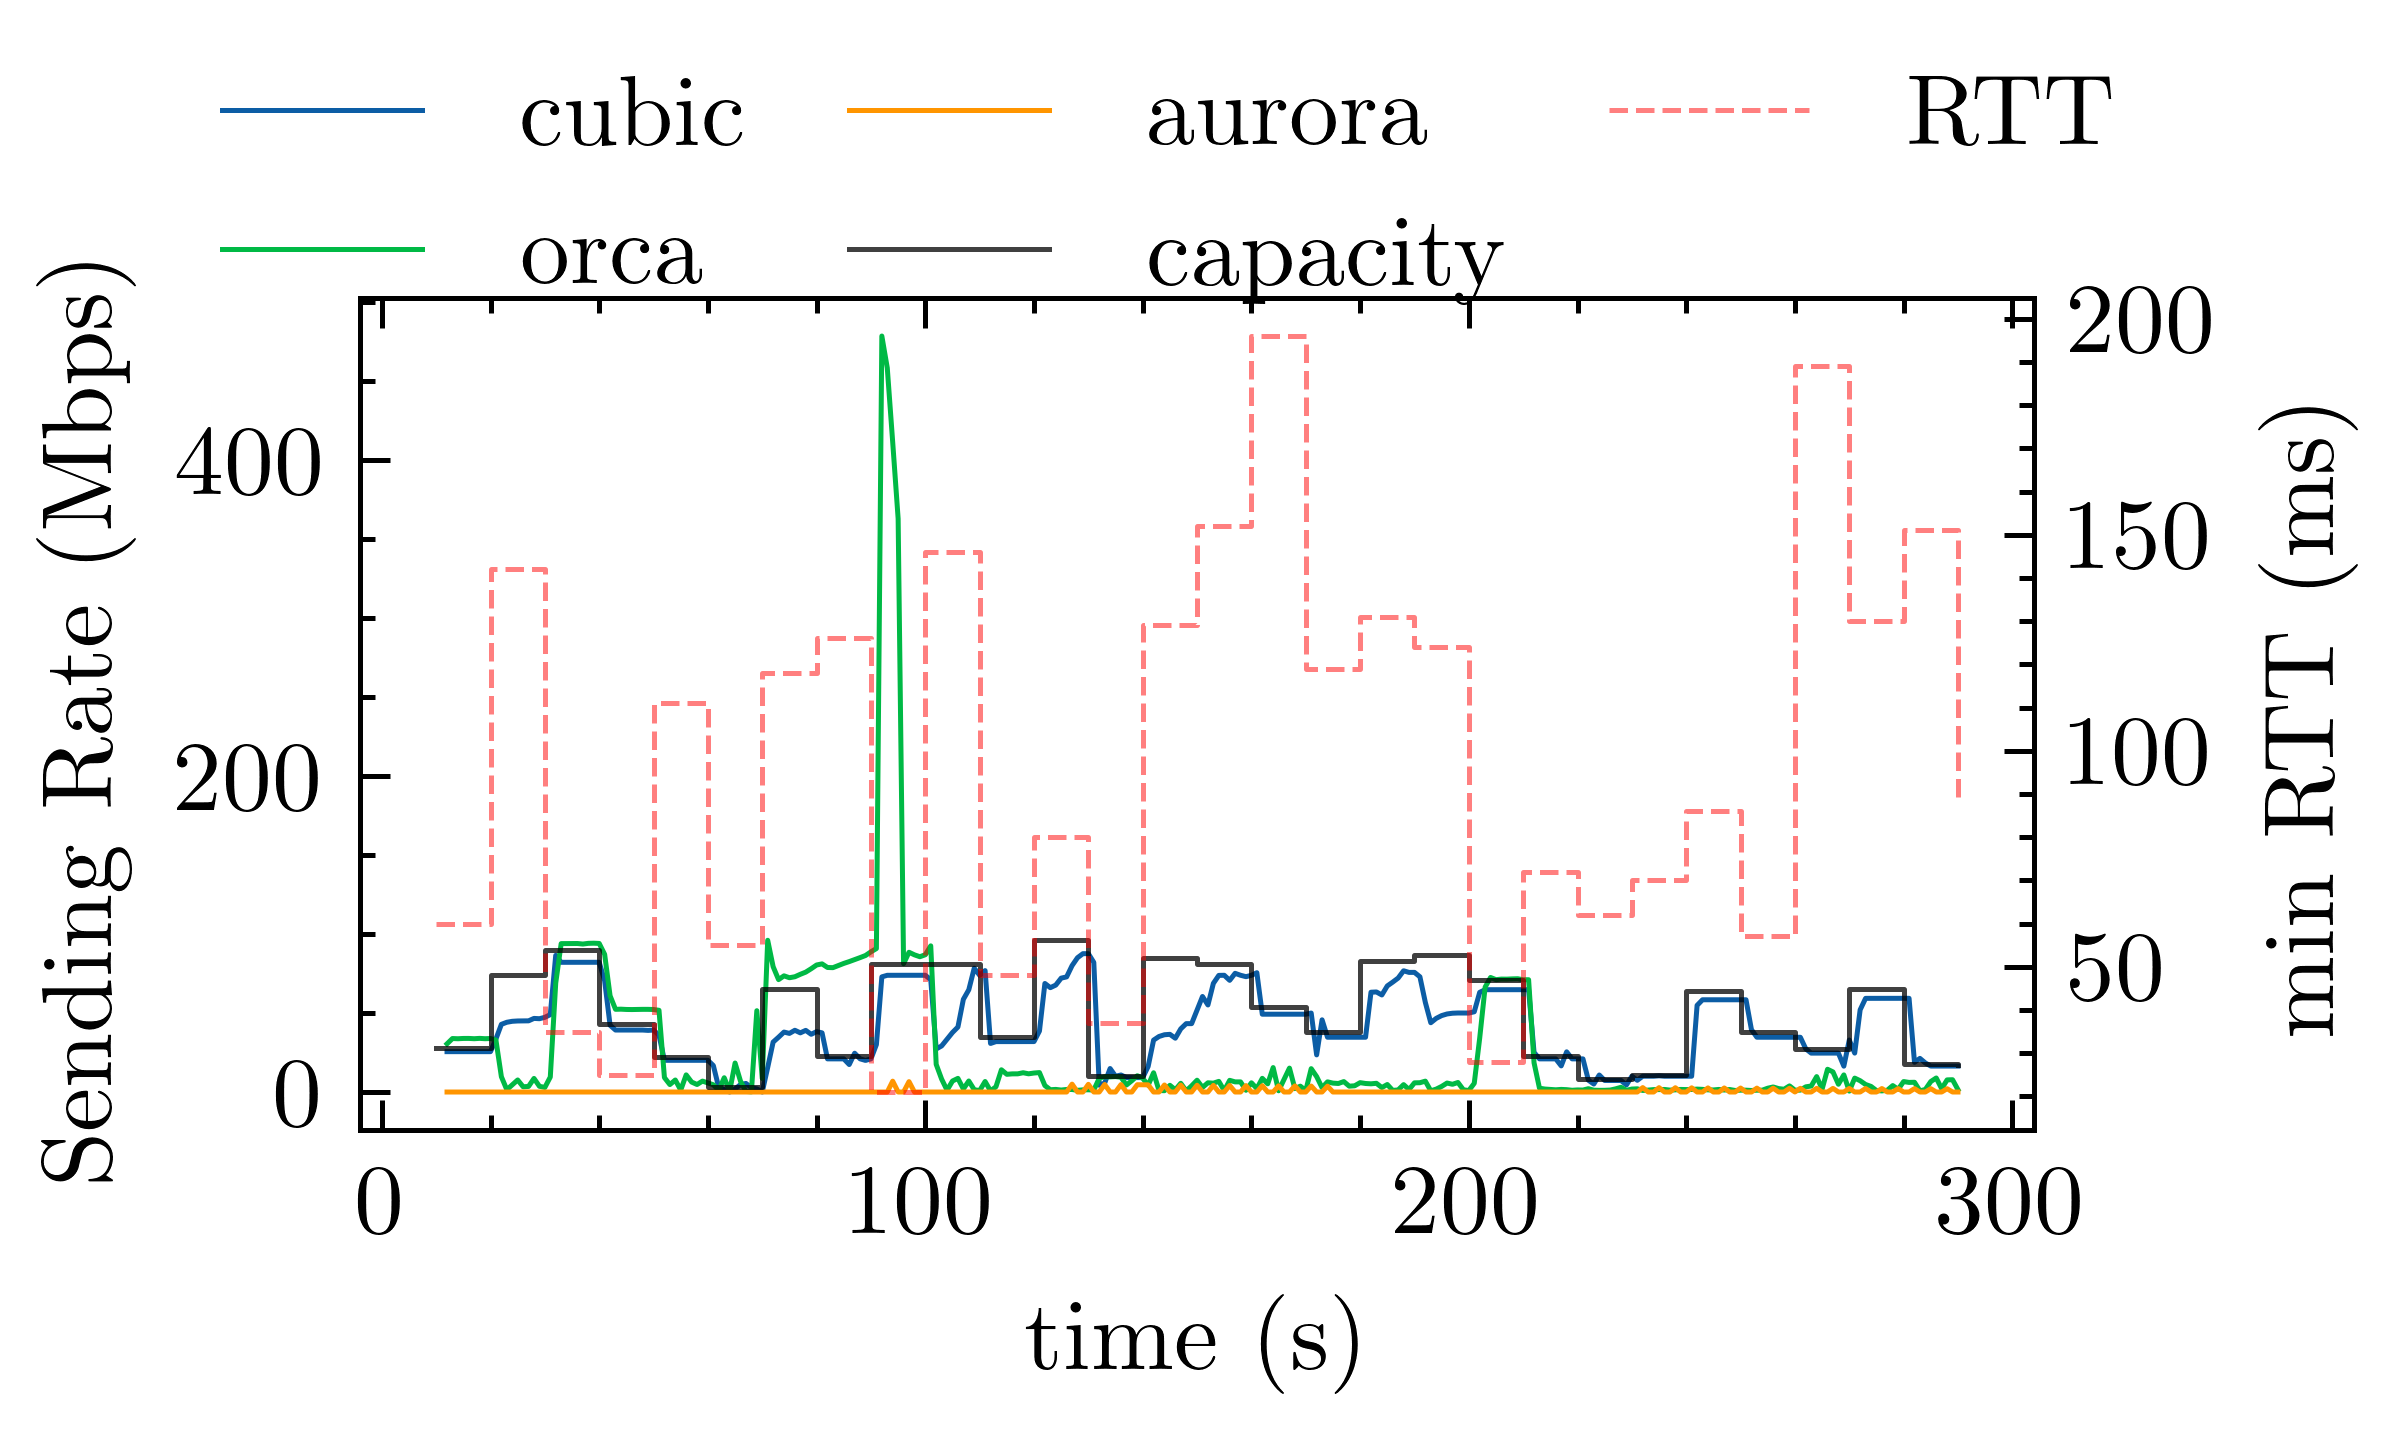 cubic
aurora
RTT
orca
capacity
Sending Rate (Mbps)
400
200
0
200
150
100
50
min RTT (ms)
0
100
200
300
time (s)